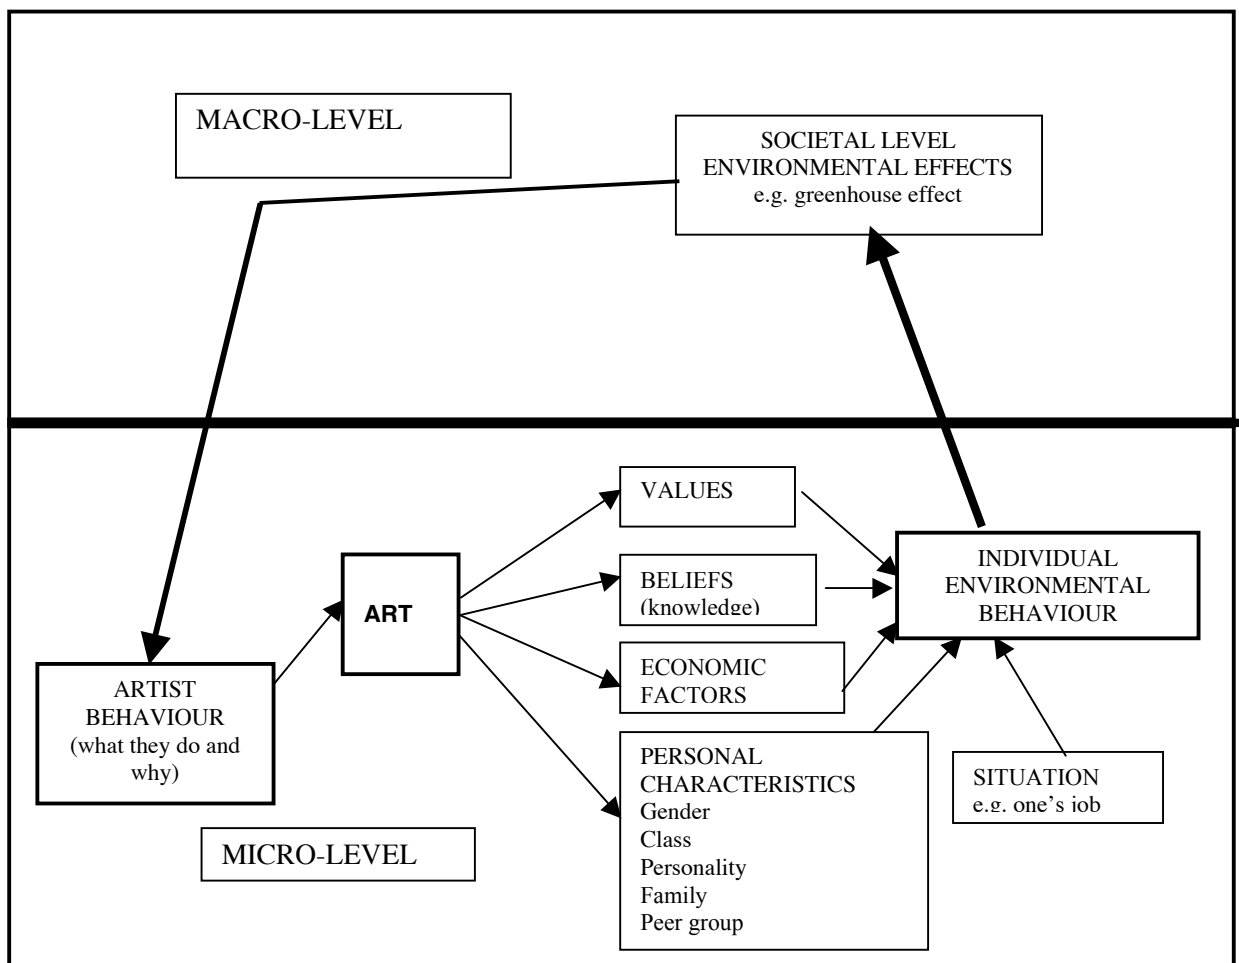 MACRO-LEVEL
SOCIETAL LEVEL
ENVIRONMENTAL EFFECTS
e.g. greenhouse effect
VALUES
BELIEFS
(knowledge)
ECONOMIC
FACTORS
PERSONAL
CHARACTERISTICS
Gender
Class
Personality
Family
Peer group
INDIVIDUAL
ENVIRONMENTAL
BEHAVIOUR
SITUATION
e.g. one's job
ART
ARTIST
BEHAVIOUR
(what they do and
why)
MICRO-LEVEL